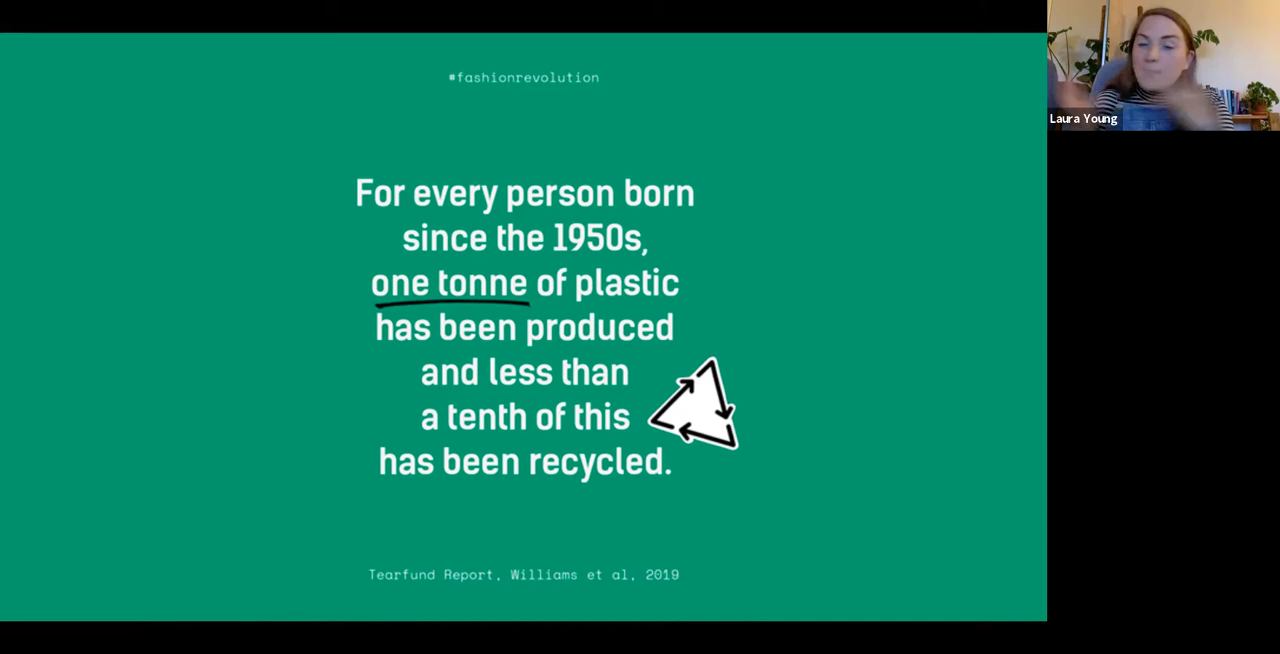 #fashionrevolution
For every person born
since the 1950s,
one tonne of plastic
has been produced
and less than
a tenth of this
has been recycled.
Tearfund Report, Williams et al, 2019
Laura Young